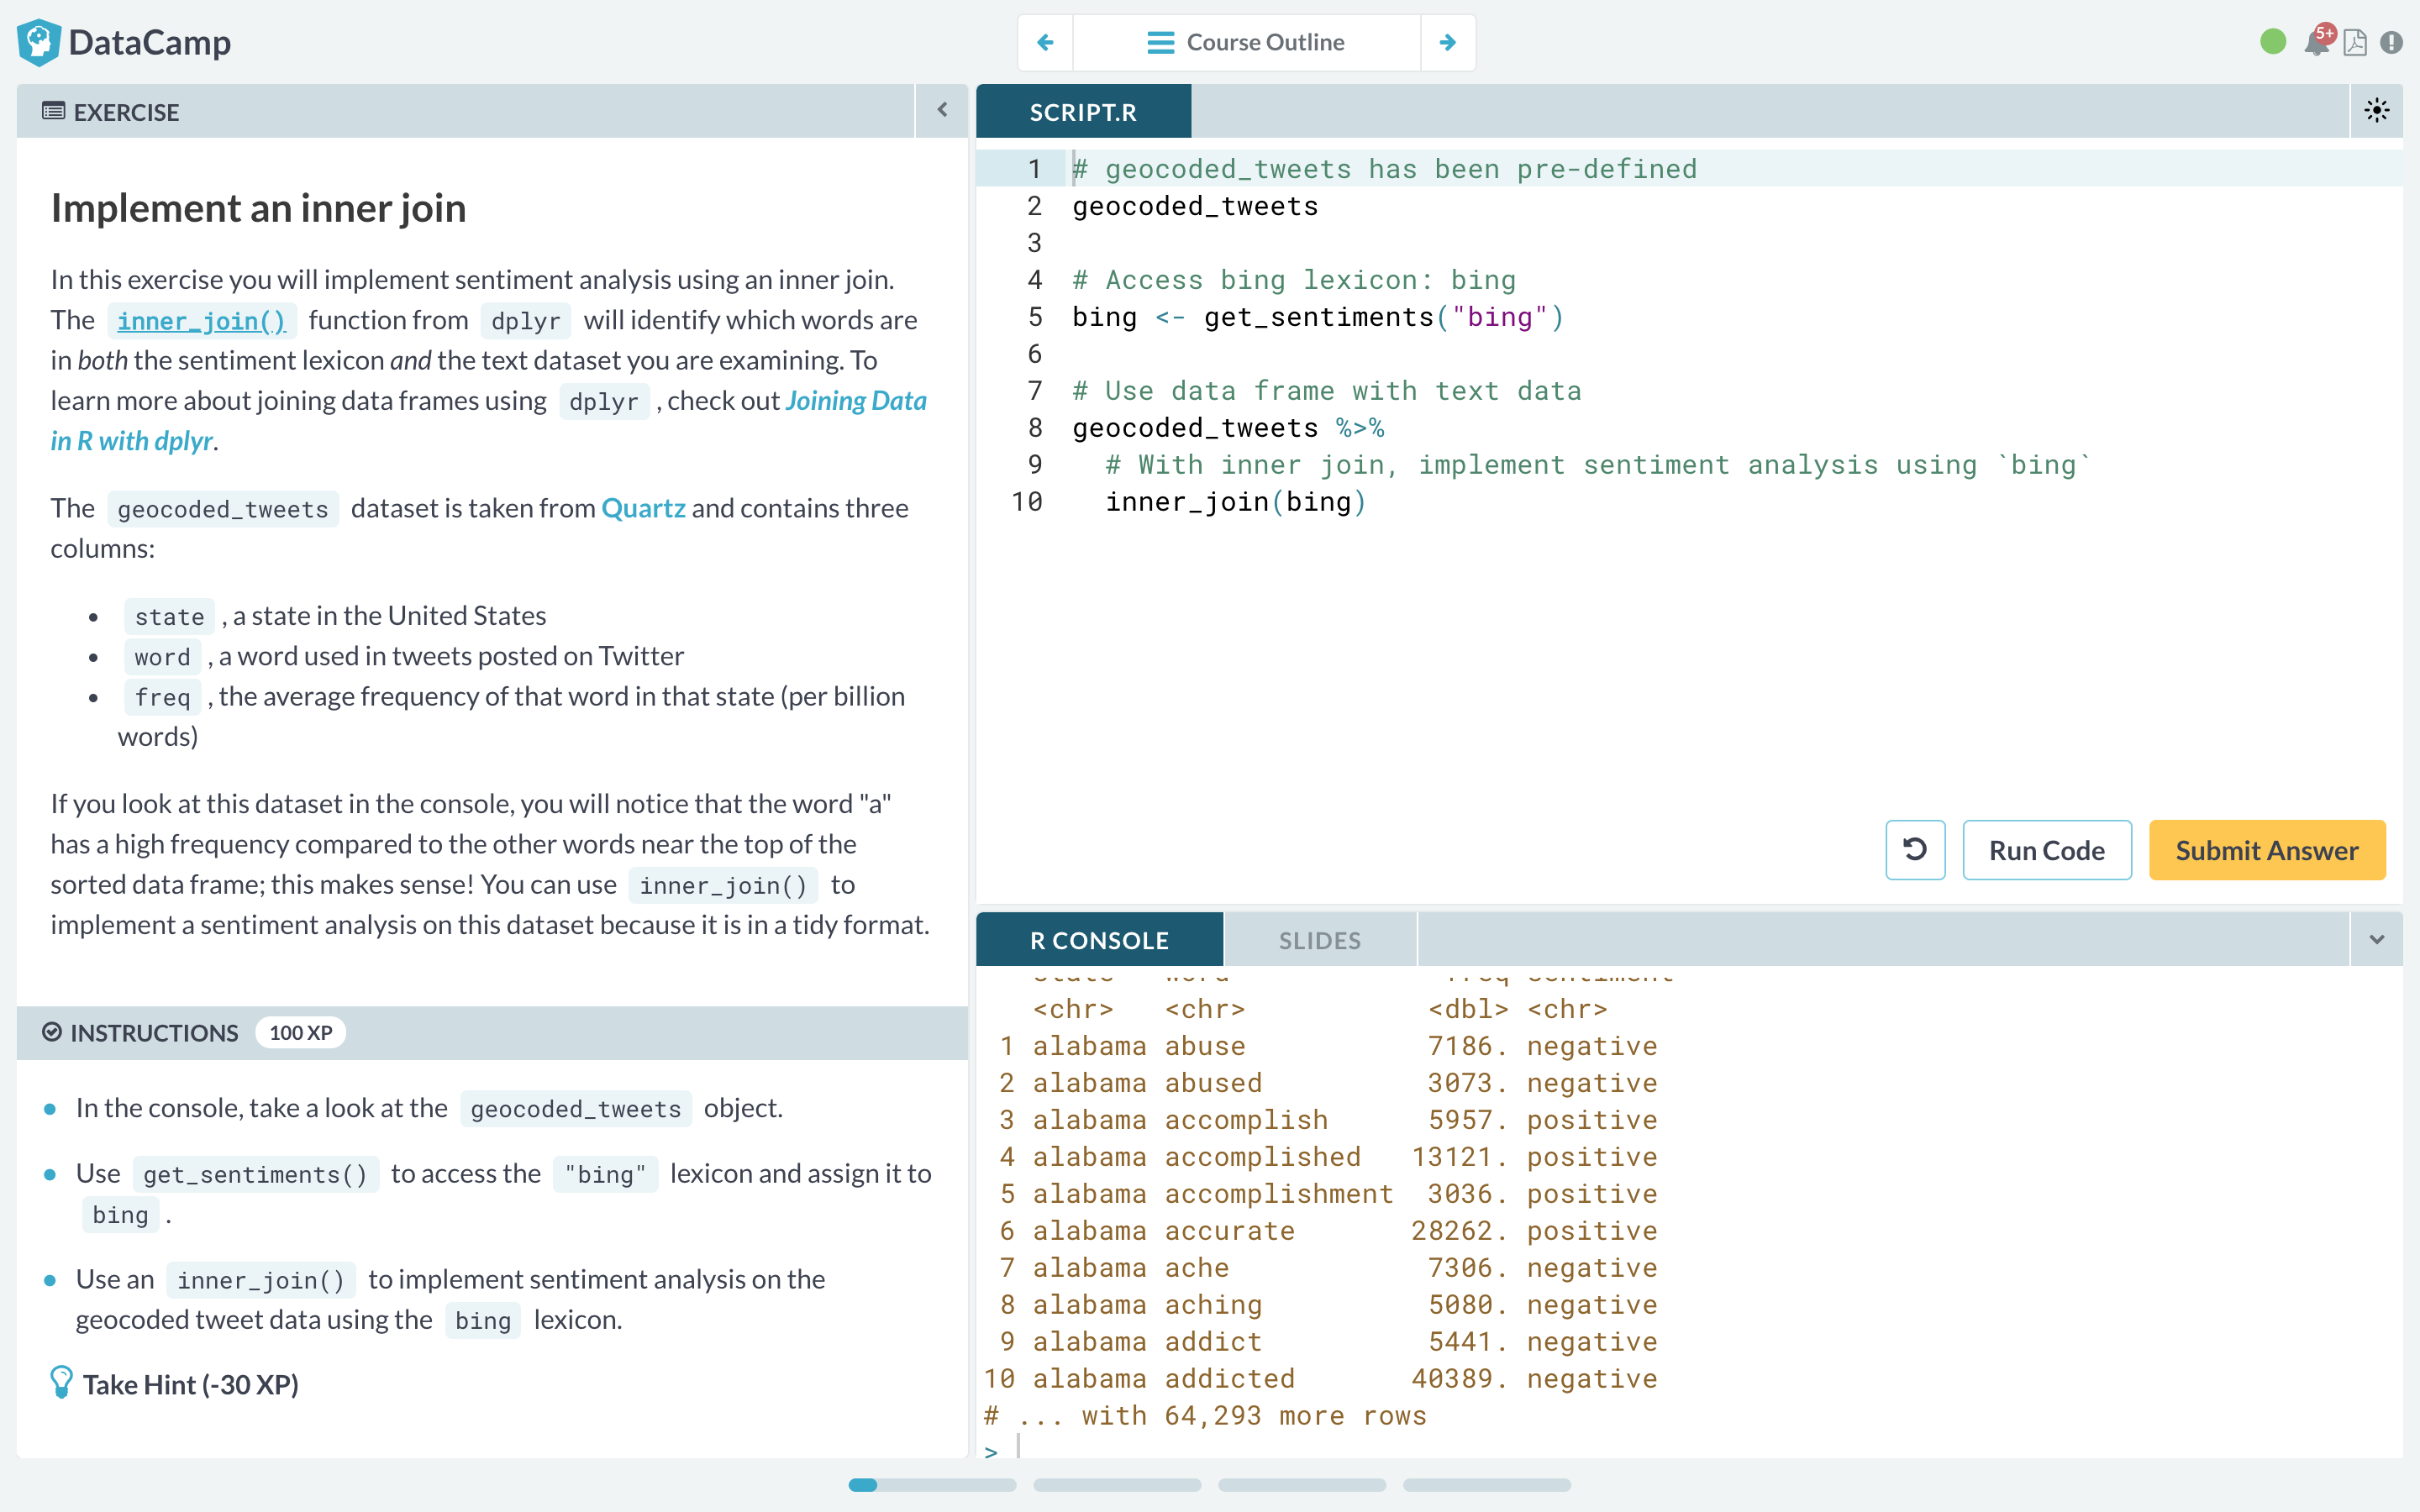 DataCamp
Course Outline
5+
EXERCISE
Implement an inner join
In this exercise you will implement sentiment analysis using an inner join.
The inner_join() function from dplyr will identify which words are
in both the sentiment lexicon and the text dataset you are examining. To
learn more about joining data frames using dplyr , check out Joining Data
in R with dplyr.
The geocoded_tweets dataset is taken from Quartz and contains three
columns:
• state , a state in the United States
• word , a word used in tweets posted on Twitter
• freq , the average frequency of that word in that state (per billion
words)
If you look at this dataset in the console, you will notice that the word "a"
has a high frequency compared to the other words near the top of the
sorted data frame; this makes sense! You can use inner_join() to
implement a sentiment analysis on this dataset because it is in a tidy format.
INSTRUCTIONS 100 XP
• In the console, take a look at the geocoded_tweets object.
• Use get_sentiments() to access the "bing" lexicon and assign it to
bing .
• Use an inner_join() to implement sentiment analysis on the
geocoded tweet data using the bing lexicon.
Take Hint (-30 XP)
SCRIPT.R
1 # geocoded_tweets has been pre-defined
2 geocoded_tweets
3
4 # Access bing lexicon: bing
5 bing <- get_sentiments("bing")
6
7 # Use data frame with text data
8 geocoded_tweets %>%
9 # With inner join, implement sentiment analysis using `bing`
10 inner_join(bing)
Run Code
Submit Answer
R CONSOLE SLIDES
state word freq sentiment
<chr> <chr> <dbl> <chr>
1 alabama abuse 7186. negative
2 alabama abused 3073. negative
3 alabama accomplish 5957. positive
4 alabama accomplished 13121. positive
5 alabama accomplishment 3036. positive
6 alabama accurate 28262. positive
7 alabama ache 7306. negative
8 alabama aching 5080. negative
9 alabama addict 5441. negative
10 alabama addicted 40389. negative
# ... with 64,293 more rows
>